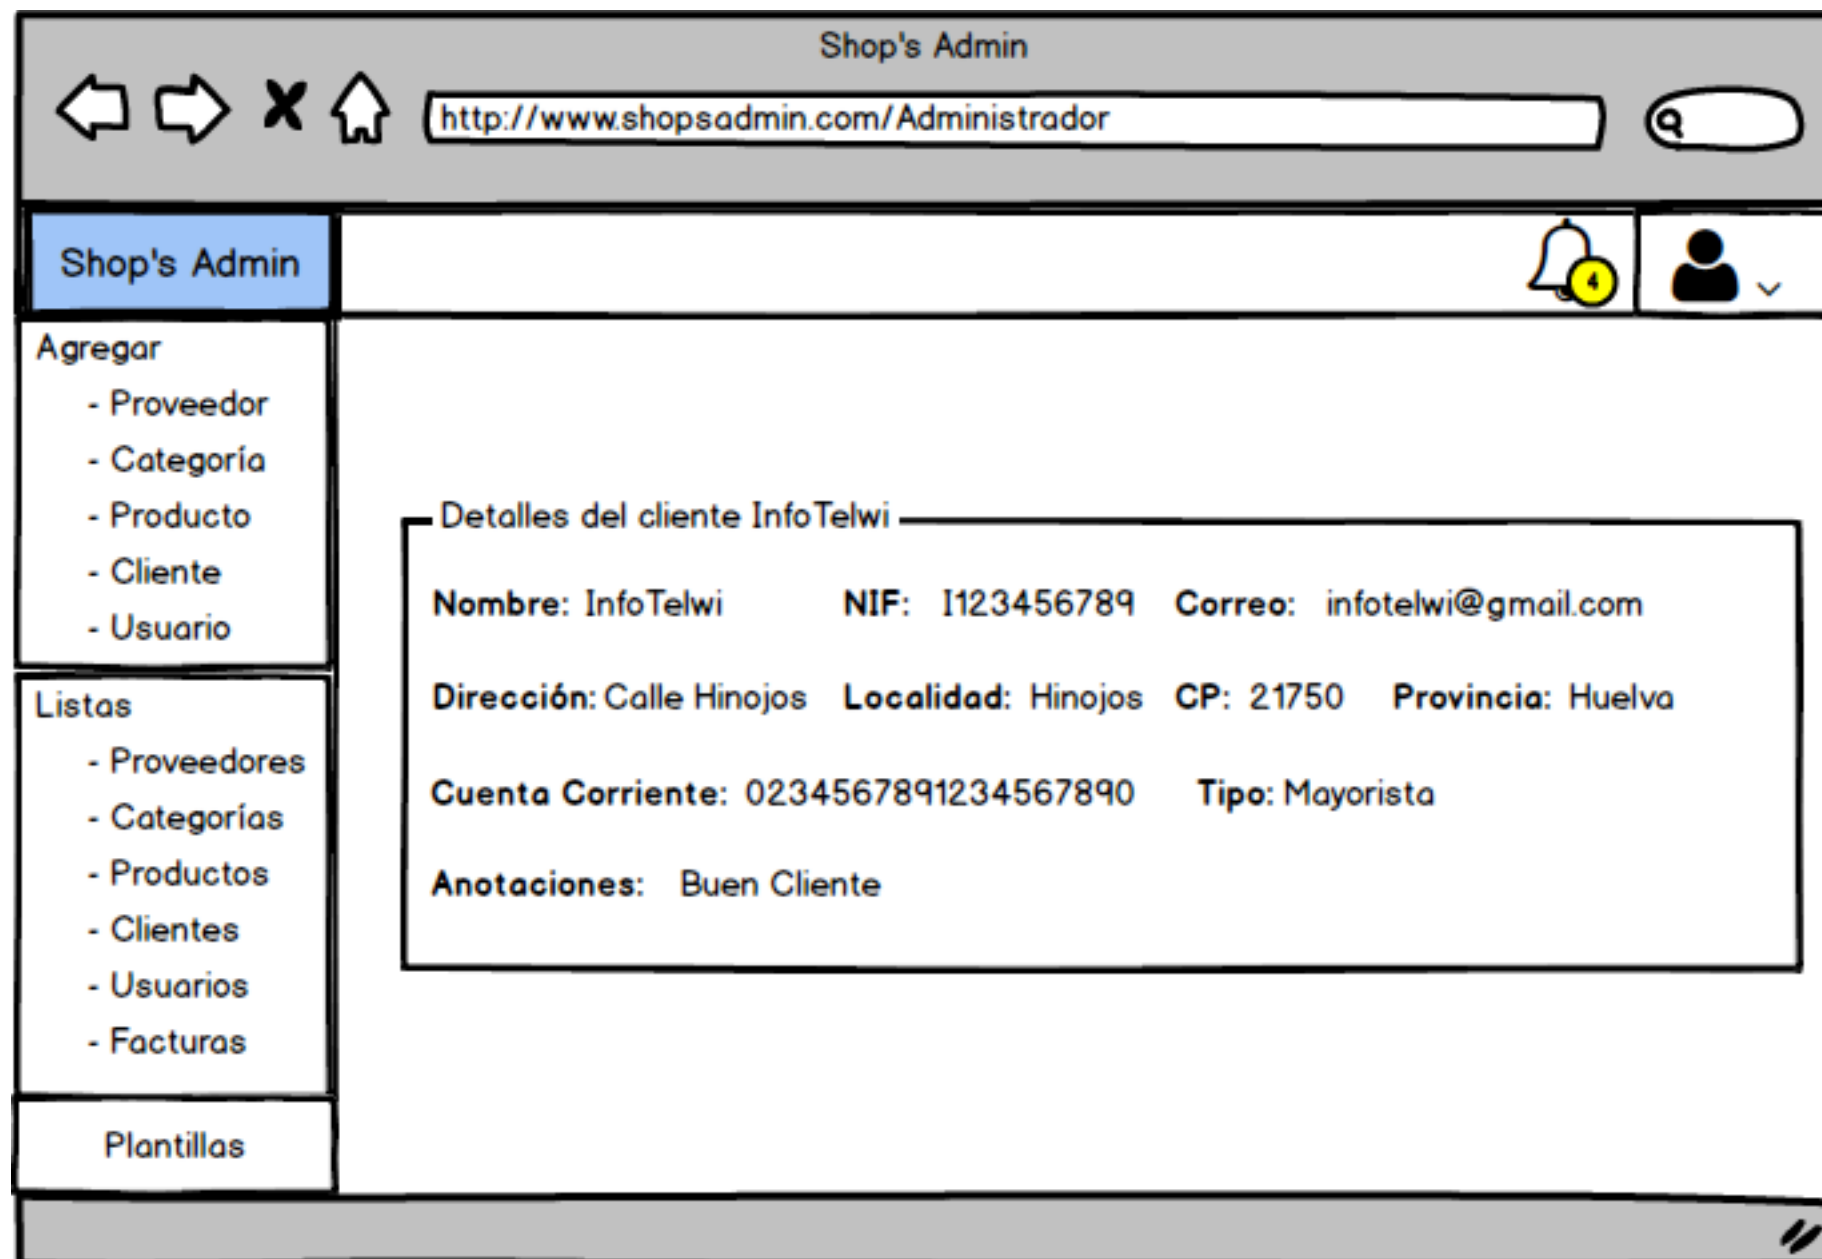 Shop's Admin
http://www.shopsadmin.com/Administrador
Shop's Admin
4
Agregar
- Proveedor
- Categoría
- Producto
- Cliente
- Usuario
Listas
- Proveedores
- Categorías
- Productos
- Clientes
- Usuarios
- Facturas
Plantillas
Detalles del cliente InfoTelwi
Nombre: InfoTelwi NIF: I123456789 Correo: infotelwi@gmail.com
Dirección: Calle Hinojos Localidad: Hinojos CP: 21750 Provincia: Huelva
Cuenta Corriente: 0234567891234567890 Tipo: Mayorista
Anotaciones: Buen Cliente